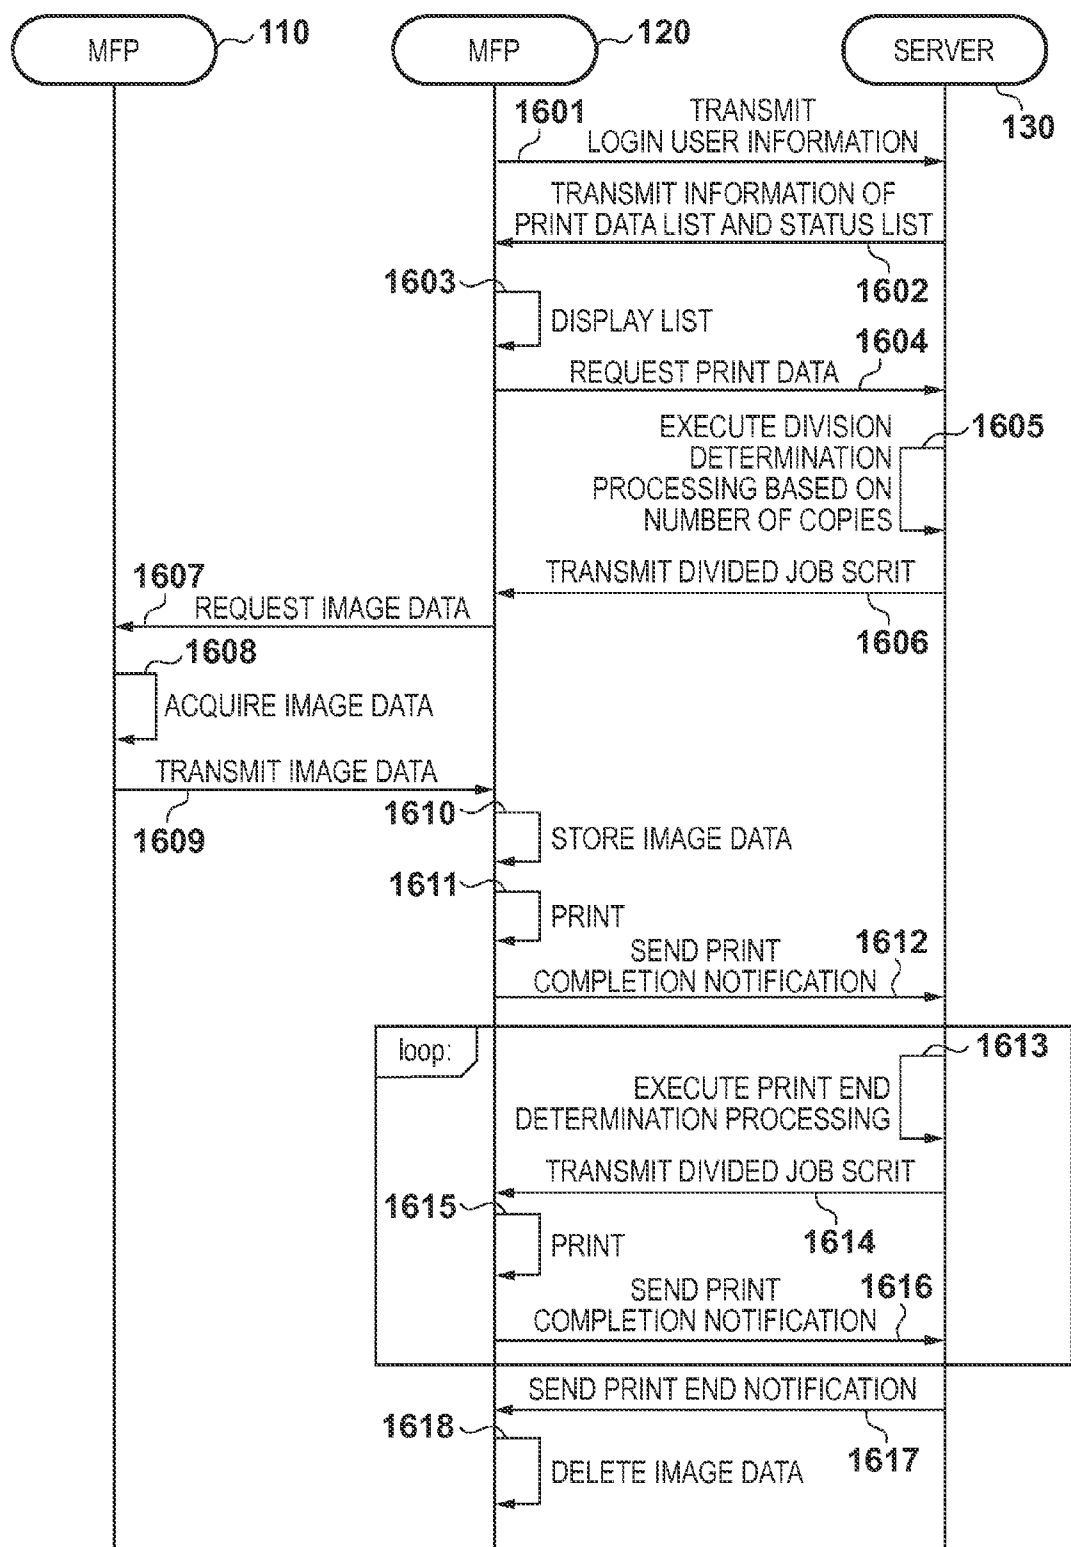 MFP
110
MFP
120
SERVER
130
1601
TRANSMIT
LOGIN USER INFORMATION
TRANSMIT INFORMATION OF
PRINT DATA LIST AND STATUS LIST
1602
1603
DISPLAY LIST
1604
REQUEST PRINT DATA
1605
EXECUTE DIVISION
DETERMINATION
PROCESSING BASED ON
NUMBER OF COPIES
TRANSMIT DIVIDED JOB SCRIT
1606
1607
REQUEST IMAGE DATA
1608
ACQUIRE IMAGE DATA
TRANSMIT IMAGE DATA
1609
1610
STORE IMAGE DATA
1611
PRINT
SEND PRINT
COMPLETION NOTIFICATION
1612
loop:
1613
EXECUTE PRINT END
DETERMINATION PROCESSING
TRANSMIT DIVIDED JOB SCRIT
1614
1615
PRINT
SEND PRINT
COMPLETION NOTIFICATION
1616
SEND PRINT END NOTIFICATION
1617
1618
DELETE IMAGE DATA